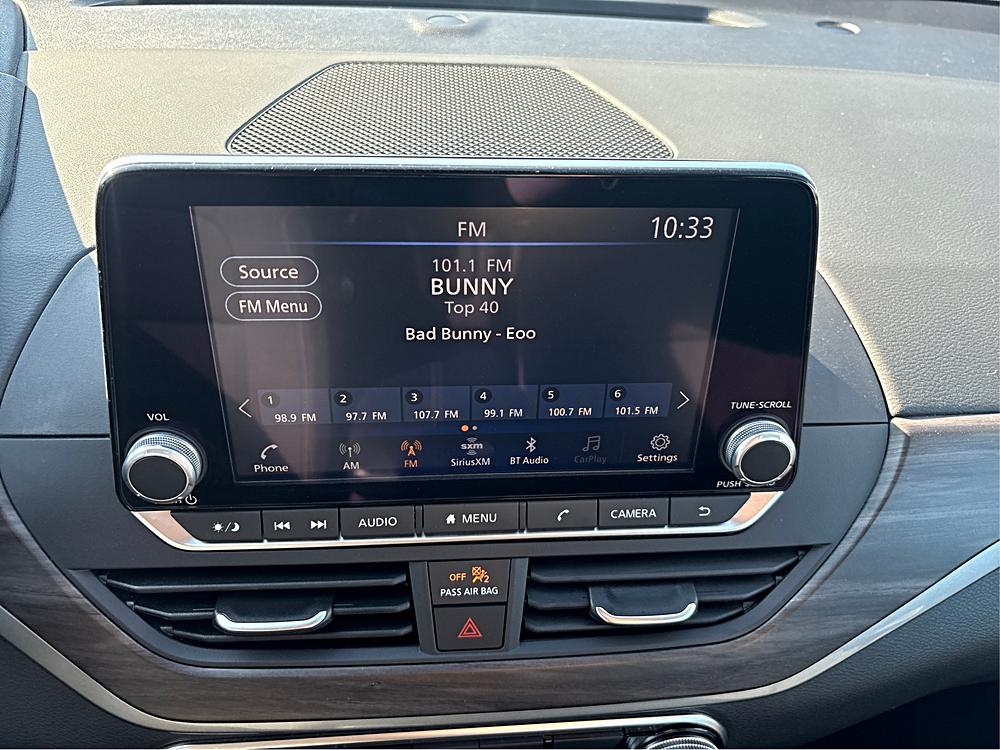 FM
10:33
Source
FM Menu
101.1 FM
BUNNY
Top 40
Bad Bunny - Eoo
1
98.9 FM
2
97.7 FM
3
107.7 FM
4
99.1 FM
5
100.7 FM
6
101.5 FM
VOL
TUNE·SCROLL
Phone
AM
FM
sxm
SiriusXM
BT Audio
CarPlay
Settings
PUSH
AUDIO
MENU
CAMERA
OFF
2
PASS AIR BAG